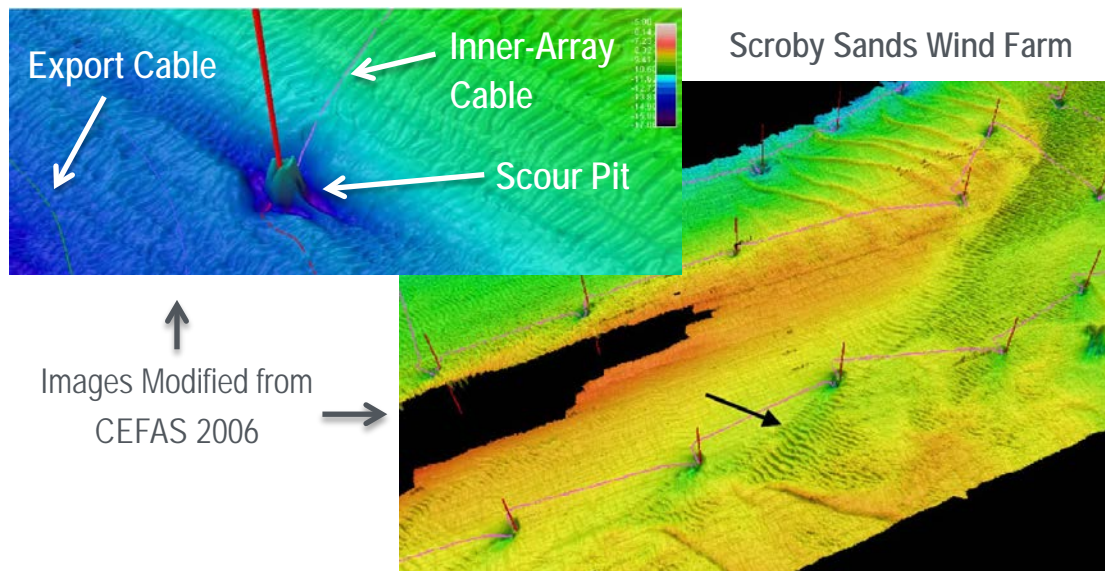 Export Cable
Inner-Array
Cable
Scour Pit
Scroby Sands Wind Farm
Images Modified from
CEFAS 2006